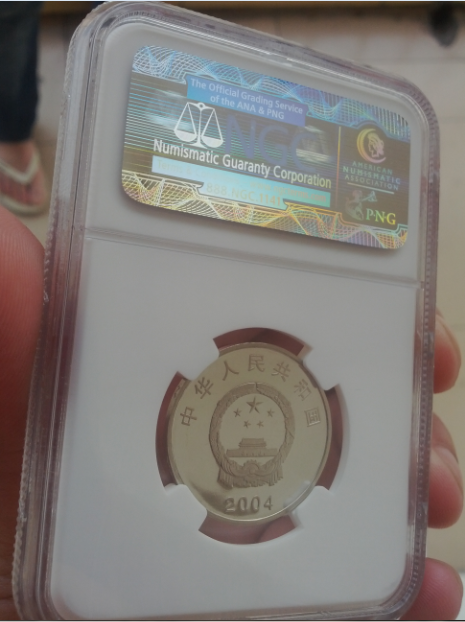 The Official Grading Service
of the ANA & PNG
Numismatic Guaranty Corporation
AMERICAN
NUMISMATIC
ASSOCIATION
PNG
中华人民共和国
2004